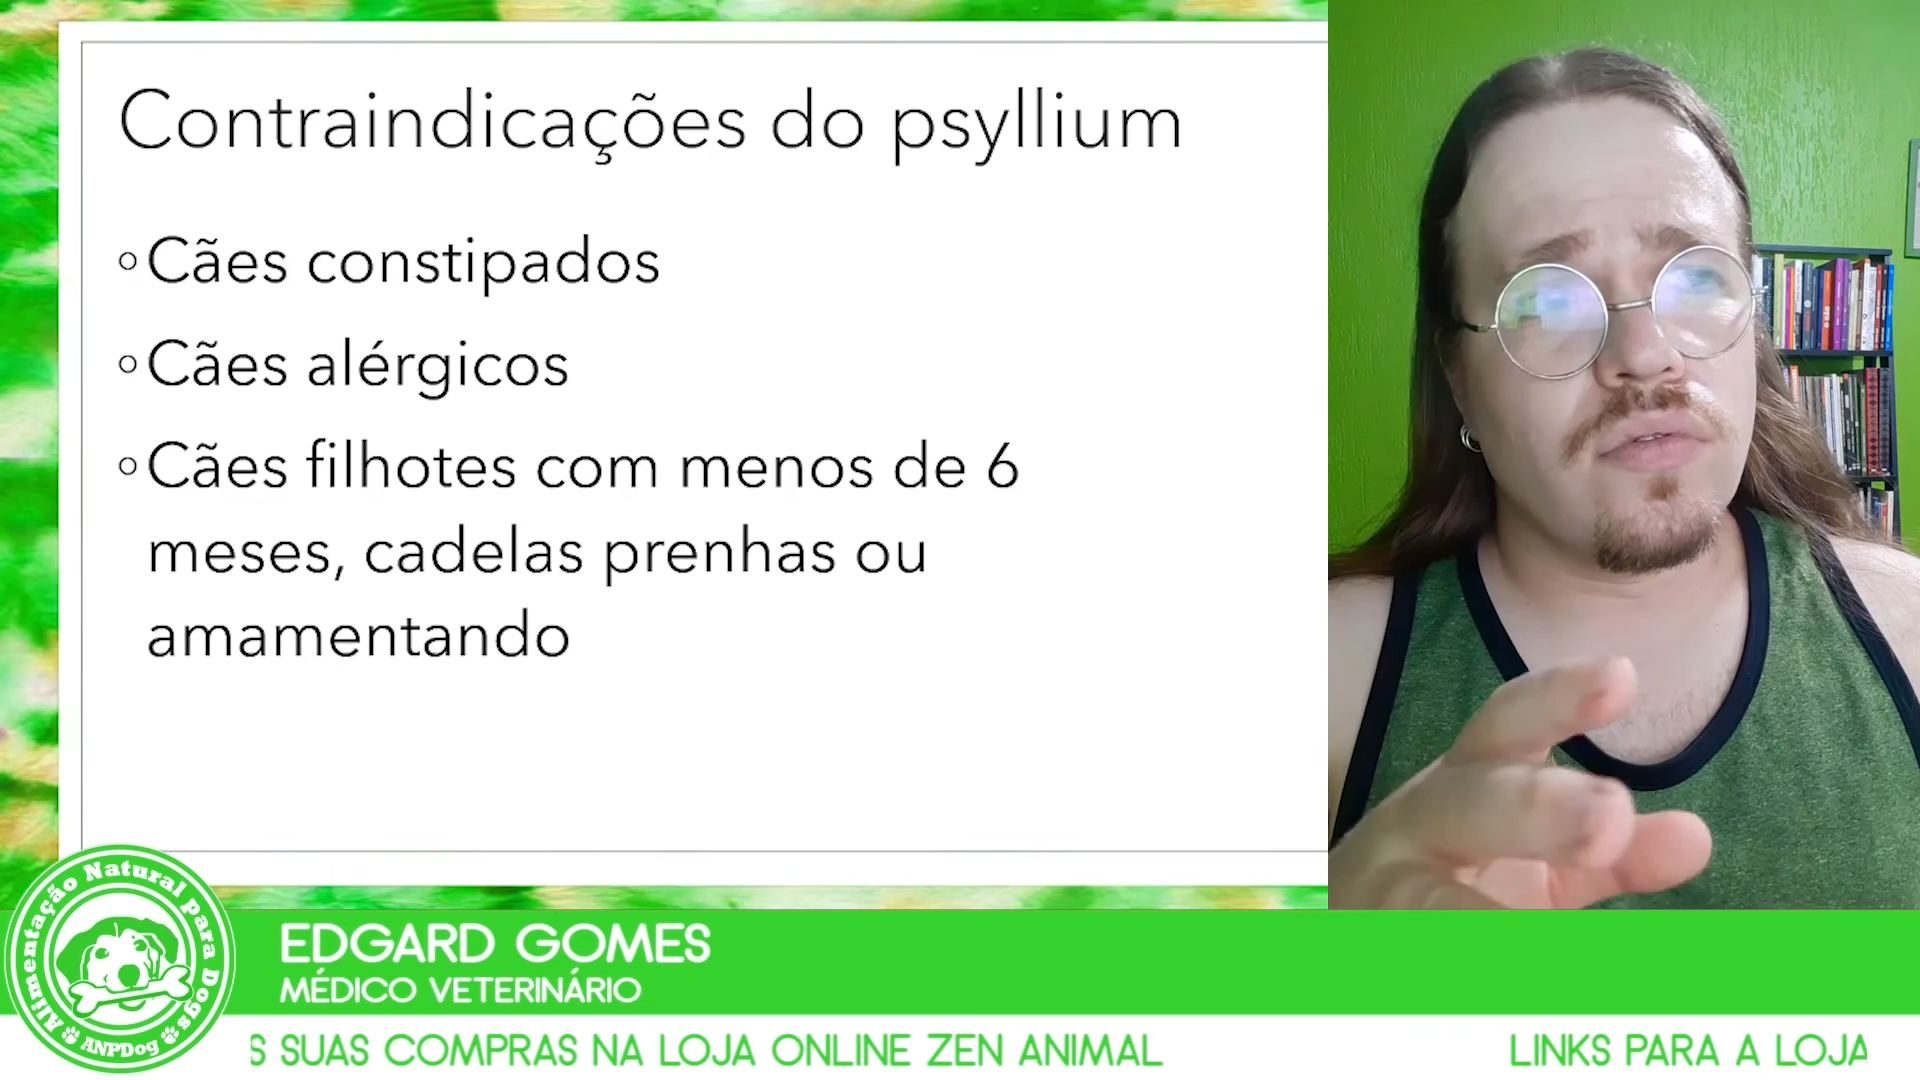 Contraindicações do psyllium
Cães constipados
Cães alérgicos
Cães filhotes com menos de 6
meses, cadelas prenhas ou
amamentando
Alimentação Natural para Dogs
ANPDog
EDGARD GOMES
MÉDICO VETERINÁRIO
S SUAS COMPRAS NA LOJA ONLINE ZEN ANIMAL
LINKS PARA A LOJA